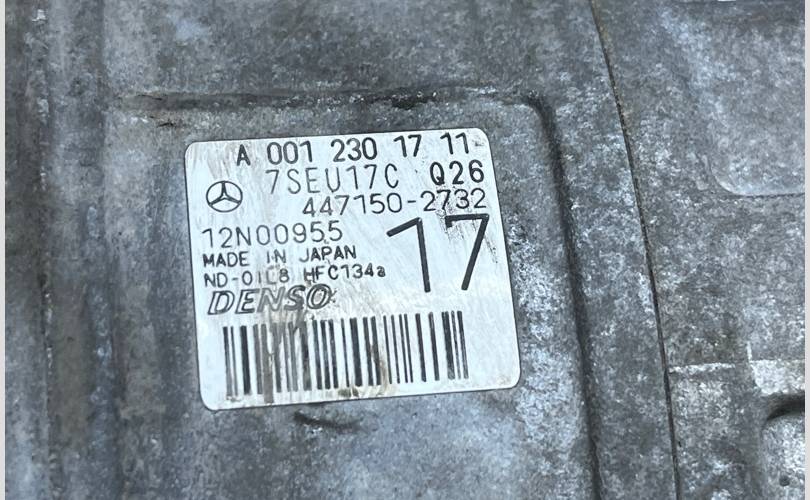 A 001 230 17 11
7SEU17C Q26
447150-2732
12N00955
17
MADE IN JAPAN
ND-OIL8 HFC134a
DENSO